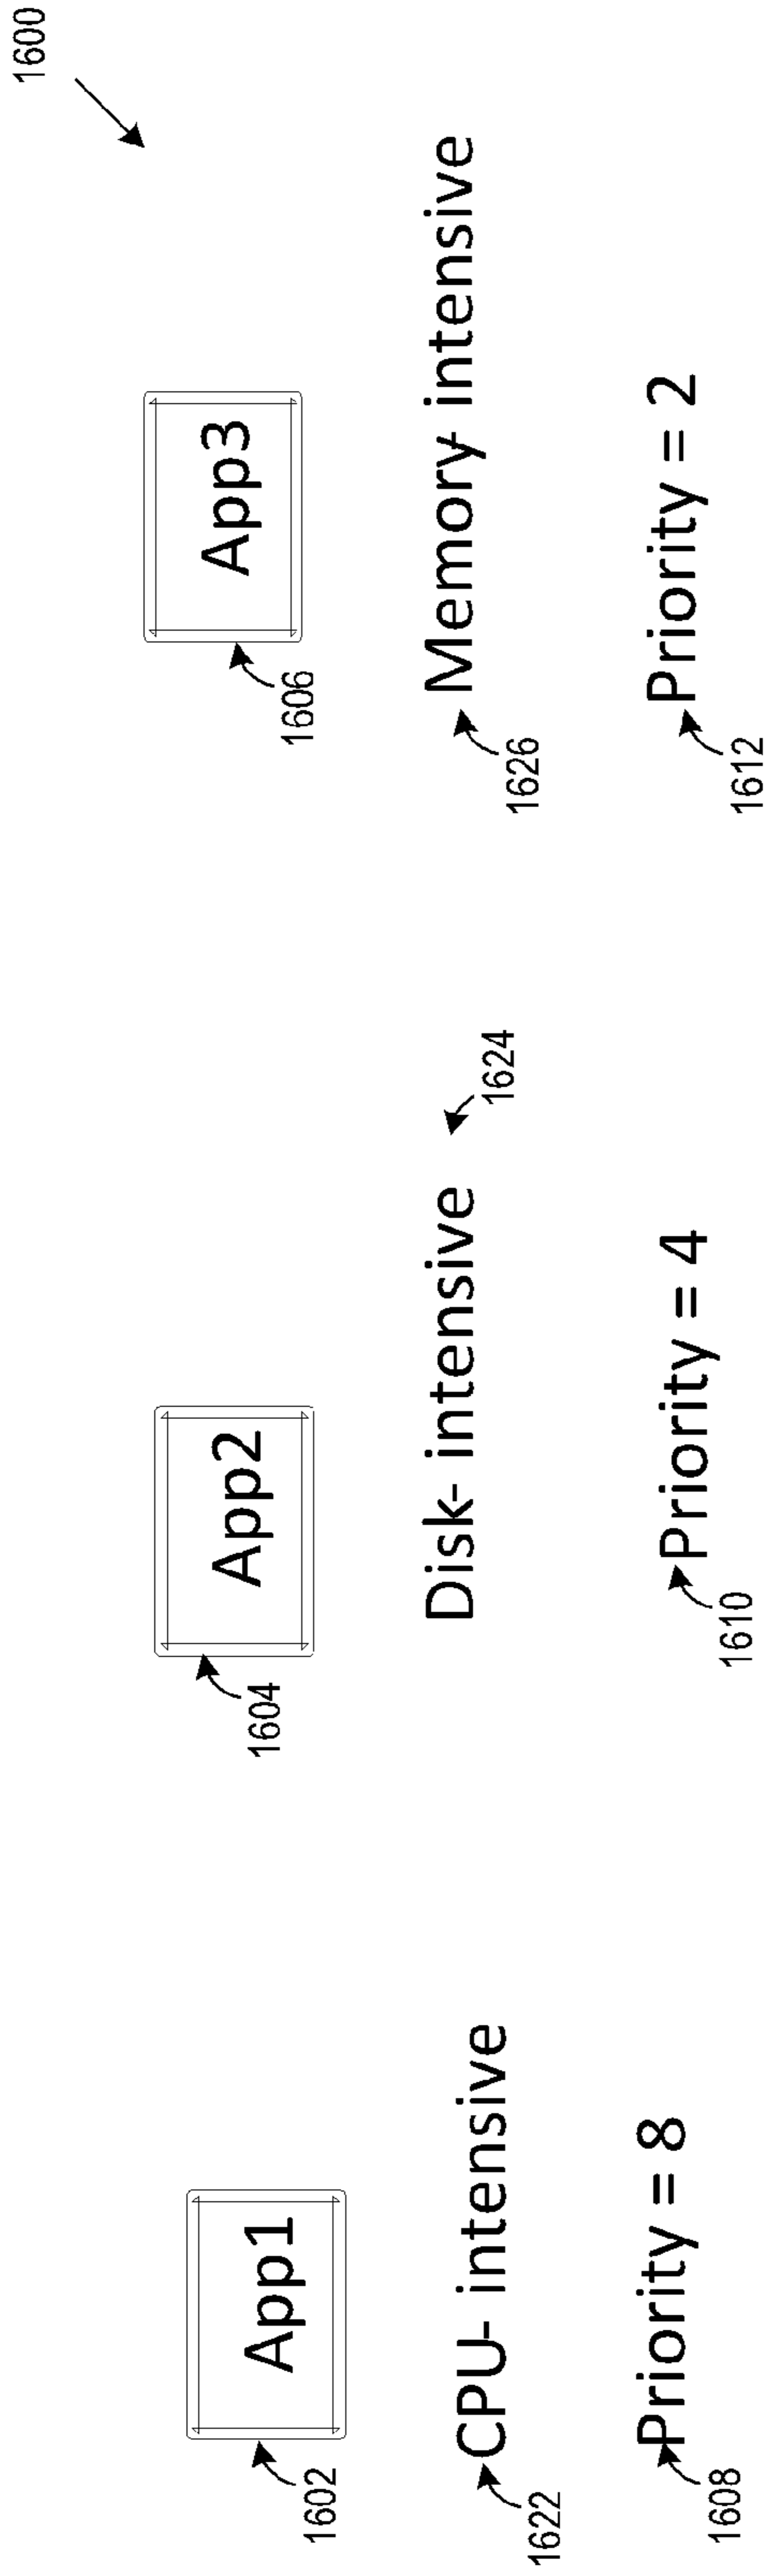 1600
App1
1602
App2
1604
App3
1606
CPU- intensive
1622
Disk- intensive
1624
Memory intensive
1626
Priority = 8
1608
Priority = 4
1610
Priority = 2
1612